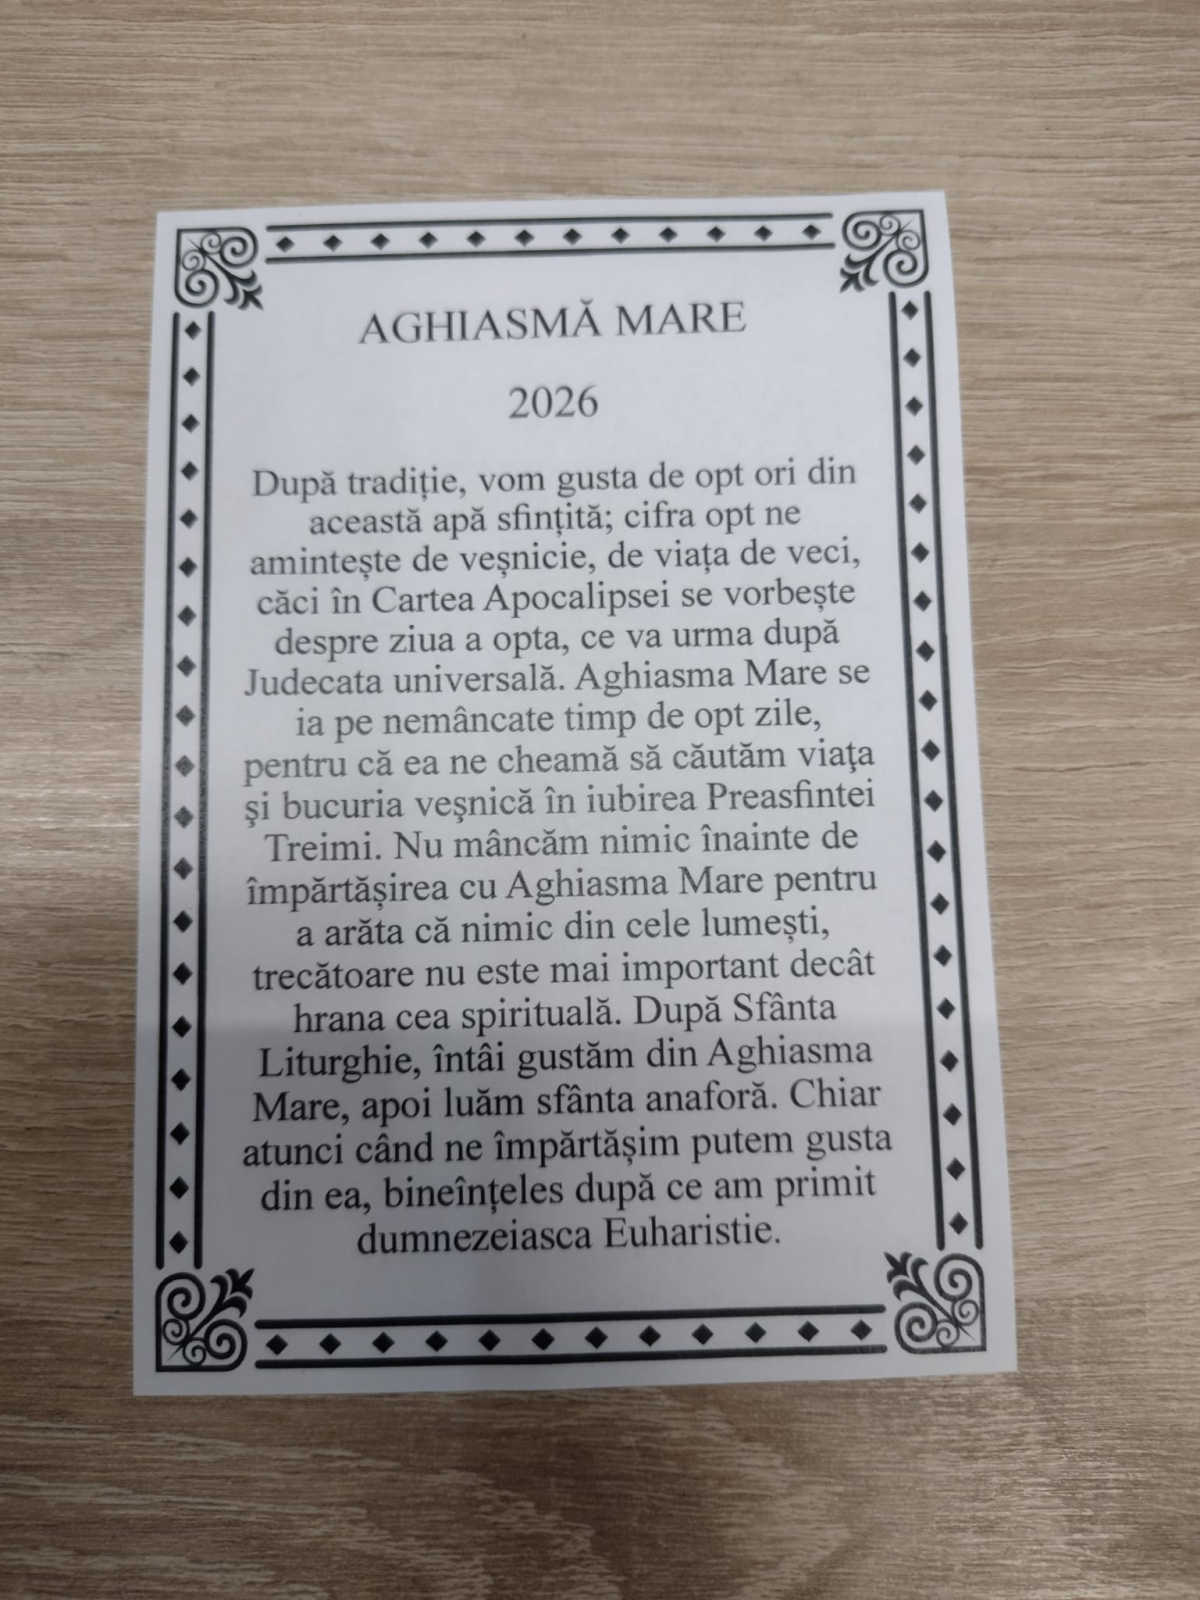 AGHIASMĂ MARE
2026
După tradiție, vom gusta de opt ori din
această apă sfințită; cifra opt ne
amintește de veșnicie, de viața de veci,
căci în Cartea Apocalipsei se vorbește
despre ziua a opta, ce va urma după
Judecata universală. Aghiasma Mare se
ia pe nemâncate timp de opt zile,
pentru că ea ne cheamă să căutăm viaţa
şi bucuria veşnică în iubirea Preasfintei
Treimi. Nu mâncăm nimic înainte de
împărtășirea cu Aghiasma Mare pentru
a arăta că nimic din cele lumești,
trecătoare nu este mai important decât
hrana cea spirituală. După Sfânta
Liturghie, întâi gustăm din Aghiasma
Mare, apoi luăm sfânta anaforă. Chiar
atunci când ne împărtășim putem gusta
din ea, bineînțeles după ce am primit
dumnezeiasca Euharistie.